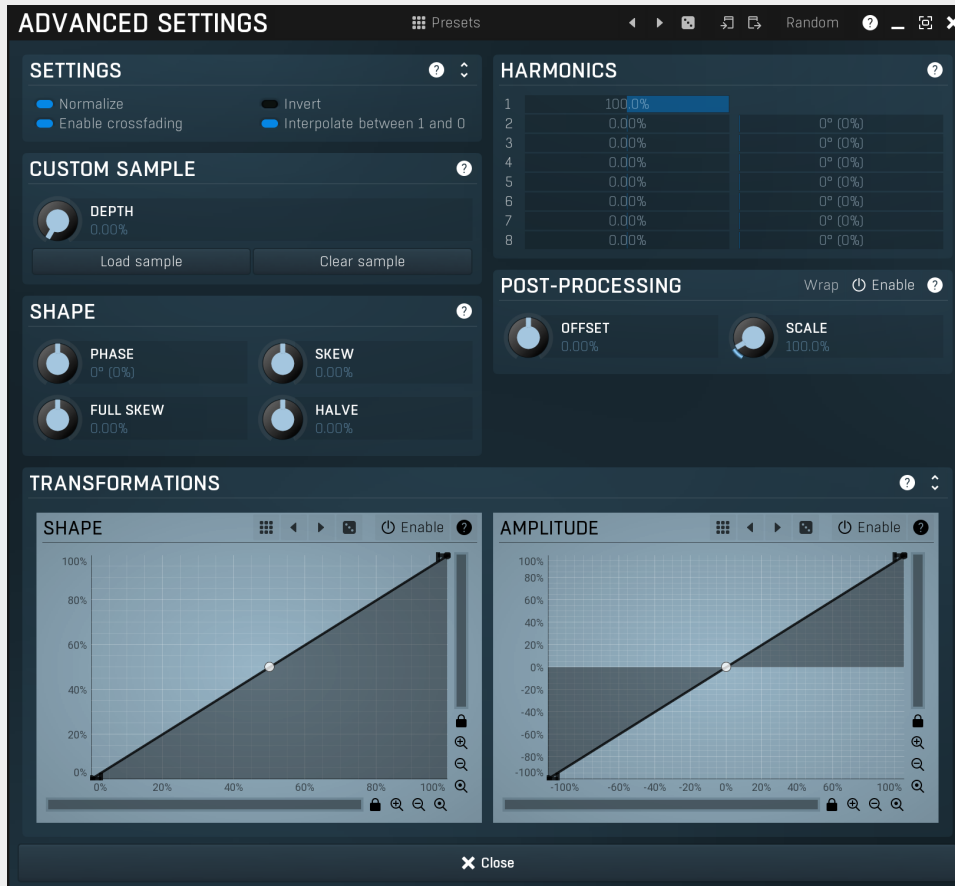 ADVANCED SETTINGS Presets Random ?
SETTINGS ?
Normalize Invert
Enable crossfading Interpolate between 1 and 0
CUSTOM SAMPLE ?
DEPTH
0.00%
Load sample Clear sample
SHAPE ?
PHASE SKEW
0° (0%) 0.00%
FULL SKEW HALVE
0.00% 0.00%
HARMONICS ?
1 100.0%
2 0.00% 0° (0%)
3 0.00% 0° (0%)
4 0.00% 0° (0%)
5 0.00% 0° (0%)
6 0.00% 0° (0%)
7 0.00% 0° (0%)
8 0.00% 0° (0%)
POST-PROCESSING Wrap Enable ?
OFFSET SCALE
0.00% 100.0%
TRANSFORMATIONS ?
SHAPE Enable ?
100%
80%
60%
40%
20%
0%
0% 20% 40% 60% 80% 100%
AMPLITUDE Enable ?
100%
80%
60%
40%
20%
0%
-20%
-40%
-60%
-80%
-100%
-100% -60% -40% -20% 0% 20% 40% 60% 100%
Close